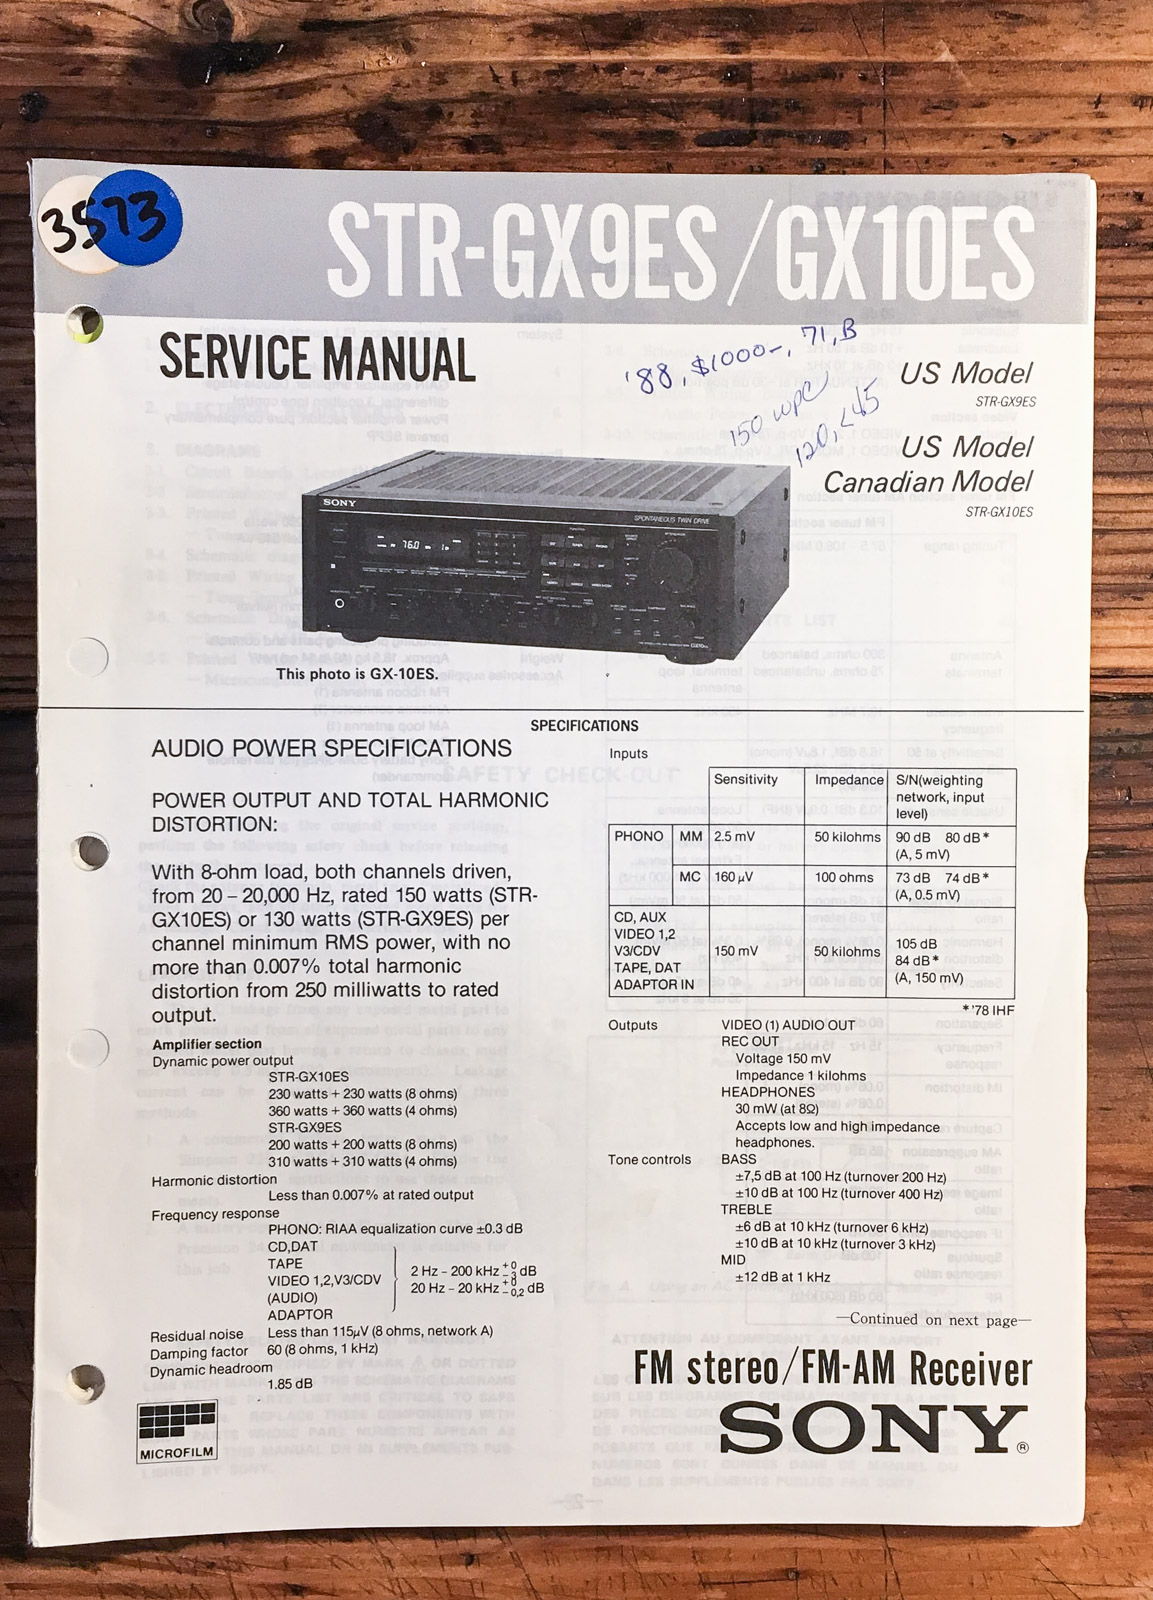 3573
STR-GX9ES/GX10ES
SERVICE MANUAL
'88, $1000-, 71, B
150 wpc
120, <45
US Model
STR-GX9ES
US Model
Canadian Model
STR-GX10ES
SONY
SPONTANEOUS TWIN DRIVE
76.0
This photo is GX-10ES.
SPECIFICATIONS
AUDIO POWER SPECIFICATIONS
POWER OUTPUT AND TOTAL HARMONIC
DISTORTION:
With 8-ohm load, both channels driven,
from 20 – 20,000 Hz, rated 150 watts (STR-
GX10ES) or 130 watts (STR-GX9ES) per
channel minimum RMS power, with no
more than 0.007% total harmonic
distortion from 250 milliwatts to rated
output.
Amplifier section
Dynamic power output
STR-GX10ES
230 watts + 230 watts (8 ohms)
360 watts + 360 watts (4 ohms)
STR-GX9ES
200 watts + 200 watts (8 ohms)
310 watts + 310 watts (4 ohms)
Harmonic distortion
Less than 0.007% at rated output
Frequency response
PHONO: RIAA equalization curve ±0.3 dB
CD,DAT
TAPE
VIDEO 1,2,V3/CDV
(AUDIO)
ADAPTOR
2 Hz – 200 kHz +0 −3 dB
20 Hz – 20 kHz +0 −0,2 dB
Residual noise Less than 115μV (8 ohms, network A)
Damping factor 60 (8 ohms, 1 kHz)
Dynamic headroom
1.85 dB
MICROFILM
Inputs
Sensitivity Impedance S/N(weighting
network, input
level)
PHONO MM 2.5 mV 50 kilohms 90 dB 80 dB*
(A, 5 mV)
MC 160 μV 100 ohms 73 dB 74 dB*
(A, 0.5 mV)
CD, AUX
VIDEO 1,2
V3/CDV
TAPE, DAT
ADAPTOR IN
150 mV 50 kilohms
105 dB
84 dB*
(A, 150 mV)
*'78 IHF
Outputs VIDEO (1) AUDIO OUT
REC OUT
Voltage 150 mV
Impedance 1 kilohms
HEADPHONES
30 mW (at 8Ω)
Accepts low and high impedance
headphones.
Tone controls BASS
±7,5 dB at 100 Hz (turnover 200 Hz)
±10 dB at 100 Hz (turnover 400 Hz)
TREBLE
±6 dB at 10 kHz (turnover 6 kHz)
±10 dB at 10 kHz (turnover 3 kHz)
MID
±12 dB at 1 kHz
—Continued on next page—
FM stereo/FM-AM Receiver
SONY®